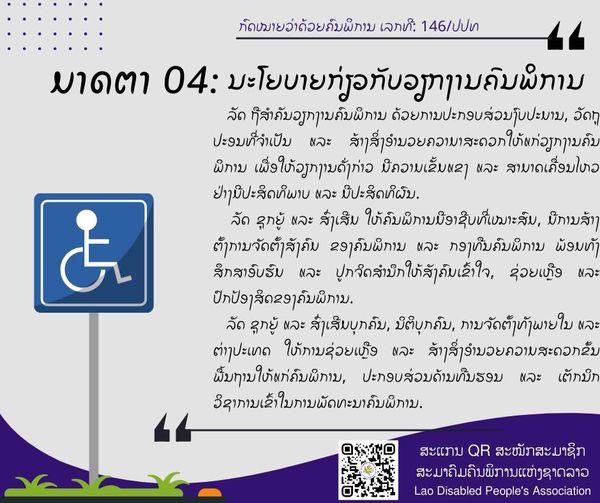 ກົດໝາຍວ່າດ້ວຍຄົນພິການ ເລກທີ: 146/ປປທ
ມາດຕາ 04: ນະໂຍບາຍກ່ຽວກັບວຽກງານຄົນພິການ
ລັດ ຖືສຳຄັນວຽກງານຄົນພິການ ດ້ວຍການປະກອບສ່ວນງົບປະມານ, ວັດຖຸ
ປະກອນທີ່ຈຳເປັນ ແລະ ສ້າງສິ່ງອຳນວຍຄວາມສະດວກໃຫ້ແກ່ວຽກງານຄົນ
ພິການ ເພື່ອໃຫ້ວຽກງານດັ່ງກ່າວ ມີຄວາມເຂັ້ມແຂງ ແລະ ສາມາດເຄື່ອນໄຫວ
ຢ່າງມີປະສິດທິພາບ ແລະ ມີປະສິດທິຜົນ.
ລັດ ຊຸກຍູ້ ແລະ ສົ່ງເສີມ ໃຫ້ຄົນພິການມີອາຊີບທີ່ເໝາະສົມ, ມີການສ້າງ
ຕັ້ງການຈັດຕັ້ງສັງຄົມ ຂອງຄົນພິການ ແລະ ກອງທຶນຄົນພິການ ພ້ອມທັງ
ສຶກສາອົບຮົມ ແລະ ປູກຈິດສຳນຶກໃຫ້ສັງຄົມເຂົ້າໃຈ, ຊ່ວຍເຫຼືອ ແລະ
ປົກປ້ອງສິດຂອງຄົນພິການ.
ລັດ ຊຸກຍູ້ ແລະ ສົ່ງເສີມບຸກຄົນ, ນິຕິບຸກຄົນ, ການຈັດຕັ້ງທັງພາຍໃນ ແລະ
ຕ່າງປະເທດ ໃຫ້ການຊ່ວຍເຫຼືອ ແລະ ສ້າງສິ່ງອຳນວຍຄວາມສະດວກຂັ້ນ
ພື້ນຖານໃຫ້ແກ່ຄົນພິການ, ປະກອບສ່ວນດ້ານທຶນຮອນ ແລະ ເຕັກນິກ
ວິຊາການເຂົ້າໃນການພັດທະນາຄົນພິການ.
ສະແກນ QR ສະໝັກສະມາຊິກ
ສະມາຄົມຄົນພິການແຫ່ງຊາດລາວ
Lao Disabled People's Association